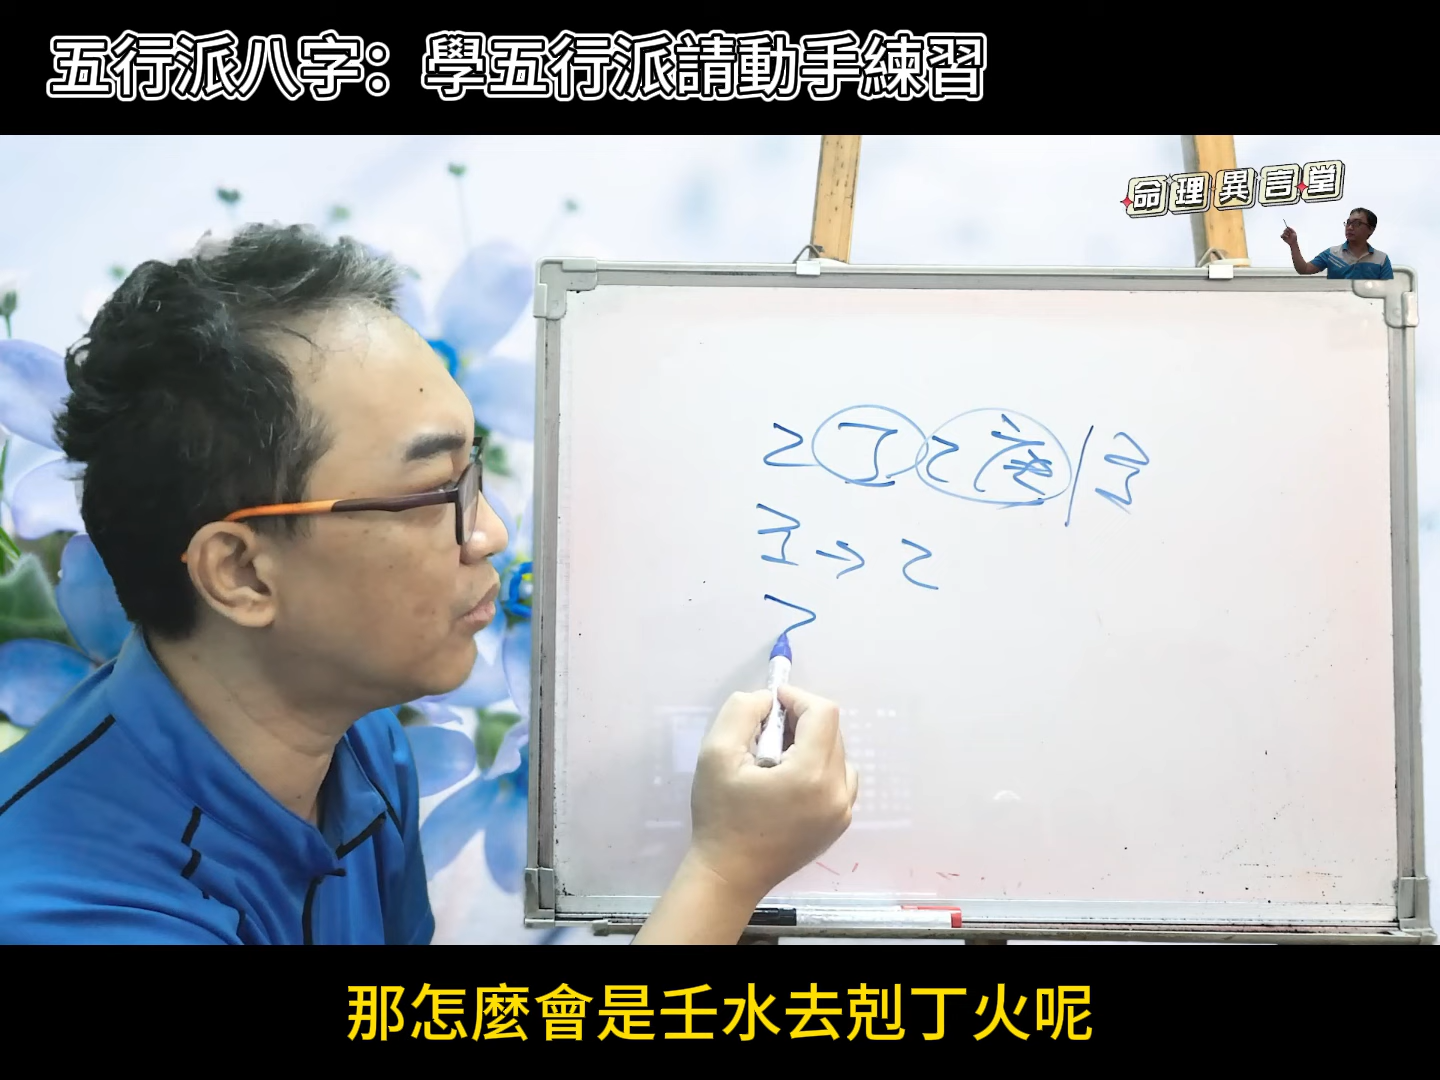 五行派八字：學五行派請動手練習
命理異言堂
乙丁乙庚/壬
壬→乙
那怎麼會是壬水去剋丁火呢